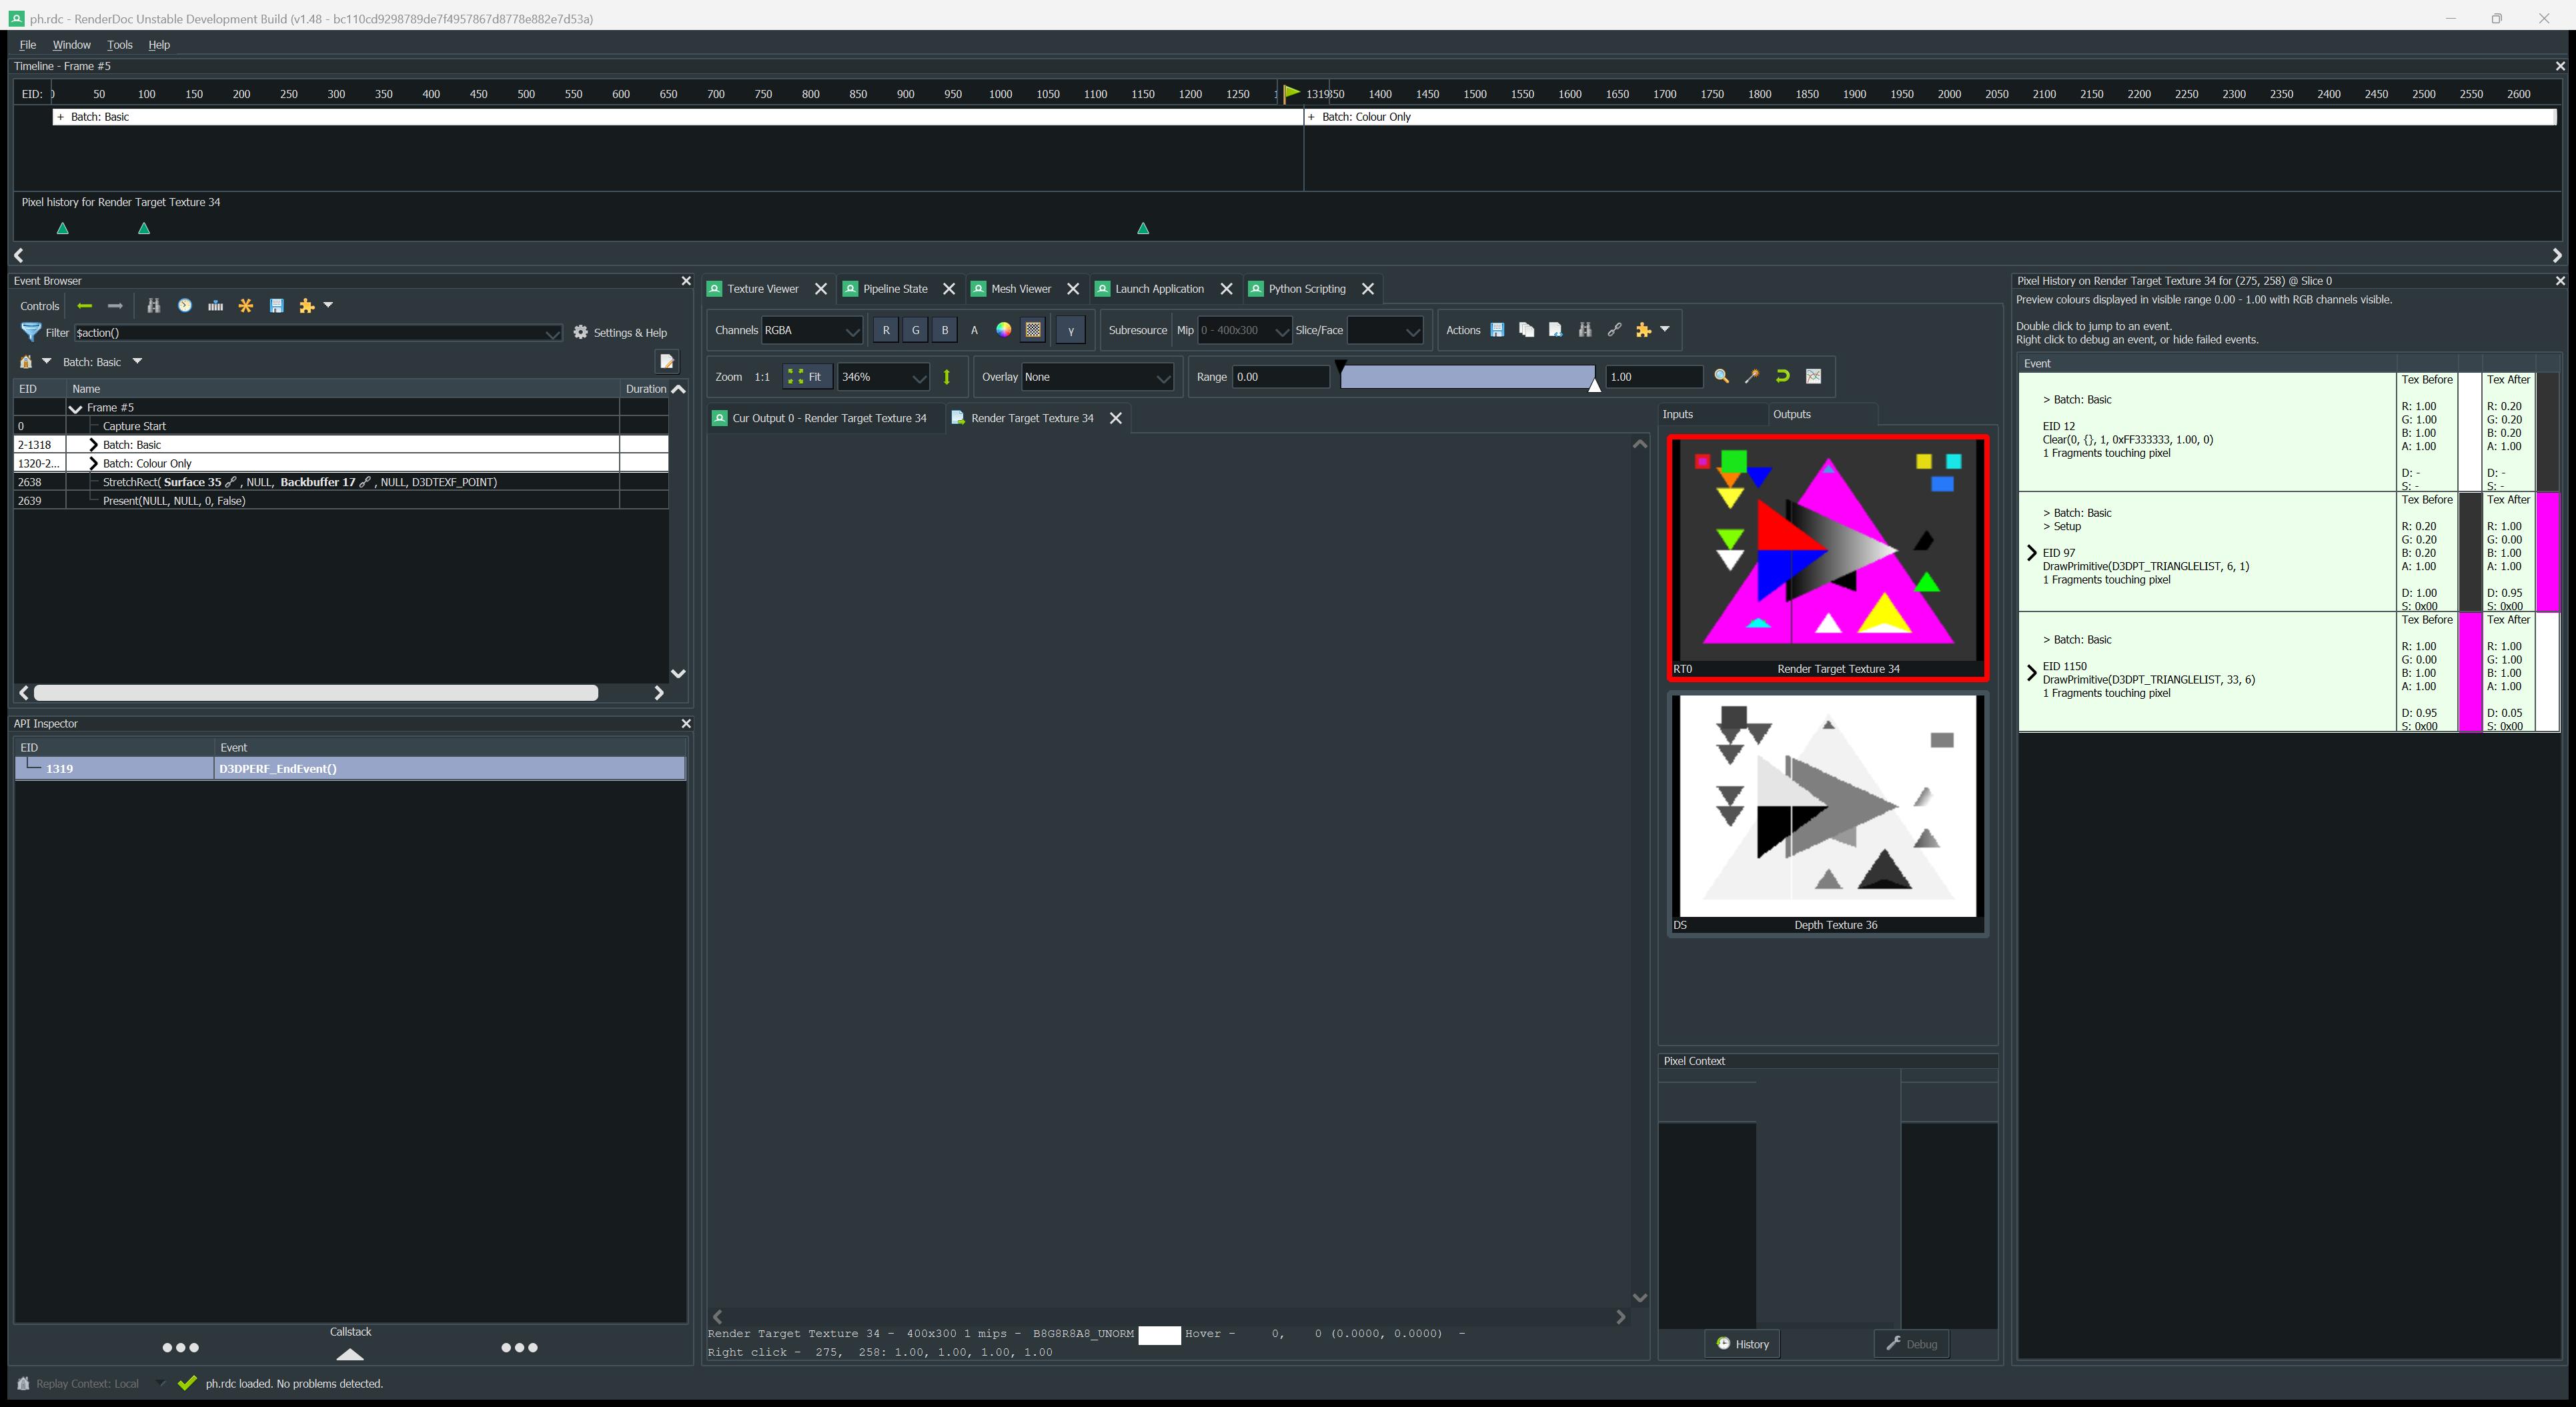 ph.rdc - RenderDoc Unstable Development Build (v1.48 - bc110cd9298789de7f4957867d8778e882e7d53a)
File Window Tools Help
Timeline - Frame #5
EID: 50 100 150 200 250 300 350 400 450 500 550 600 650 700 750 800 850 900 950 1000 1050 1100 1150 1200 1250 1319 1400 1450 1500 1550 1600 1650 1700 1750 1800 1850 1900 1950 2000 2050 2100 2150 2200 2250 2300 2350 2400 2450 2500 2550 2600
+ Batch: Basic
+ Batch: Colour Only
Pixel history for Render Target Texture 34
Event Browser
Controls
Filter $action() Settings & Help
Batch: Basic
EID Name Duration
Frame #5
0 Capture Start
2-1318 Batch: Basic
1320-2... Batch: Colour Only
2638 StretchRect( Surface 35 , NULL, Backbuffer 17 , NULL, D3DTEXF_POINT)
2639 Present(NULL, NULL, 0, False)
API Inspector
EID Event
1319 D3DPERF_EndEvent()
Callstack
Texture Viewer Pipeline State Mesh Viewer Launch Application Python Scripting
Channels RGBA R G B A γ Subresource Mip 0 - 400x300 Slice/Face Actions
Zoom 1:1 Fit 346% Overlay None Range 0.00 1.00
Cur Output 0 - Render Target Texture 34 Render Target Texture 34
Render Target Texture 34 - 400x300 1 mips - B8G8R8A8_UNORM Hover - 0, 0 (0.0000, 0.0000) -
Right click - 275, 258: 1.00, 1.00, 1.00, 1.00
Inputs Outputs
RT0 Render Target Texture 34
DS Depth Texture 36
Pixel Context
History Debug
Pixel History on Render Target Texture 34 for (275, 258) @ Slice 0
Preview colours displayed in visible range 0.00 - 1.00 with RGB channels visible.
Double click to jump to an event.
Right click to debug an event, or hide failed events.
Event
Tex Before Tex After
> Batch: Basic
R: 1.00 R: 0.20
G: 1.00 G: 0.20
EID 12
B: 1.00 B: 0.20
Clear(0, {}, 1, 0xFF333333, 1.00, 0)
A: 1.00 A: 1.00
1 Fragments touching pixel
D: - D: -
S: - S: -
Tex Before Tex After
> Batch: Basic
> Setup
R: 0.20 R: 1.00
G: 0.20 G: 0.00
EID 97
B: 0.20 B: 1.00
DrawPrimitive(D3DPT_TRIANGLELIST, 6, 1)
A: 1.00 A: 1.00
1 Fragments touching pixel
D: 1.00 D: 0.95
S: 0x00 S: 0x00
Tex Before Tex After
> Batch: Basic
R: 1.00 R: 1.00
G: 0.00 G: 1.00
EID 1150
B: 1.00 B: 1.00
DrawPrimitive(D3DPT_TRIANGLELIST, 33, 6)
A: 1.00 A: 1.00
1 Fragments touching pixel
D: 0.95 D: 0.05
S: 0x00 S: 0x00
Replay Context: Local ph.rdc loaded. No problems detected.